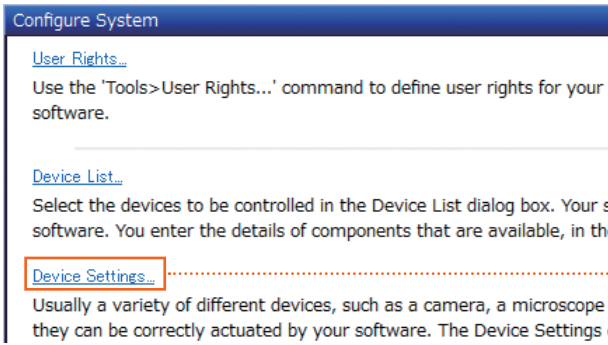 Configure System
User Rights...
Use the 'Tools>User Rights...' command to define user rights for your
software.
Device List...
Select the devices to be controlled in the Device List dialog box. Your
software. You enter the details of components that are available, in
Device Settings...
Usually a variety of different devices, such as a camera, a microscope
they can be correctly actuated by your software. The Device Settings